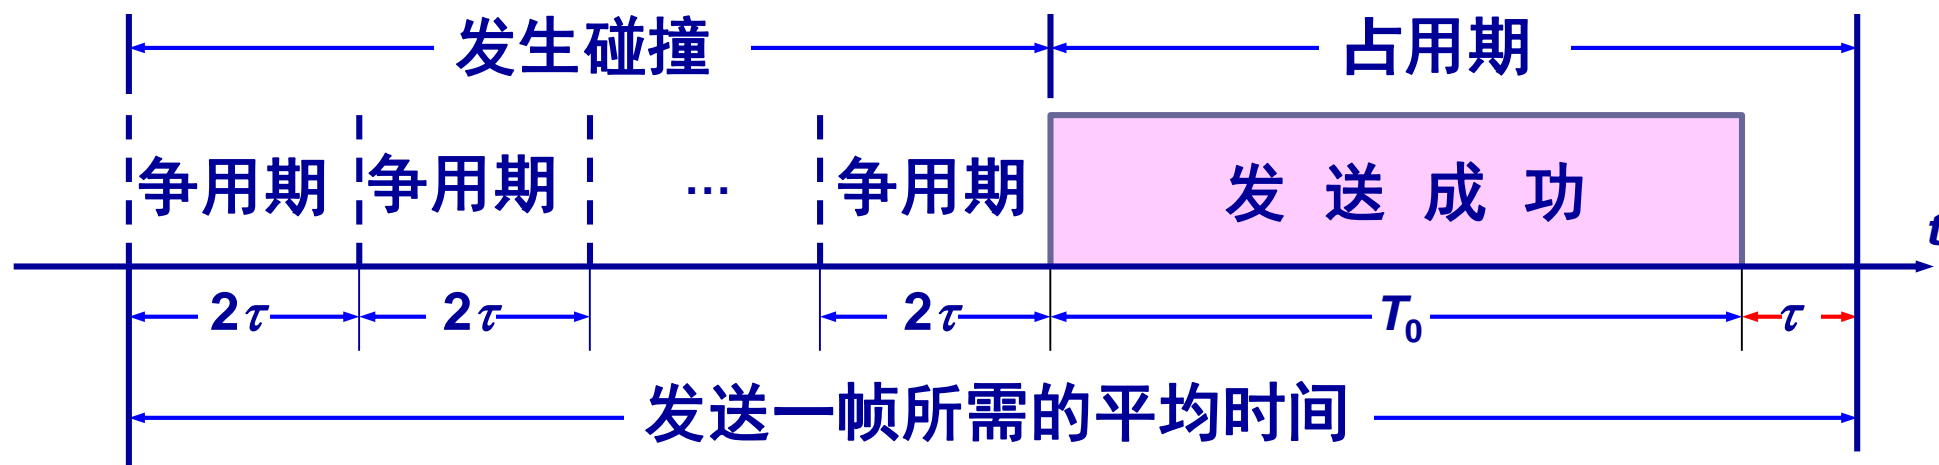 发生碰撞 占用期
争用期 争用期 … 争用期 发送成功
t
2τ 2τ 2τ T₀ τ
发送一帧所需的平均时间